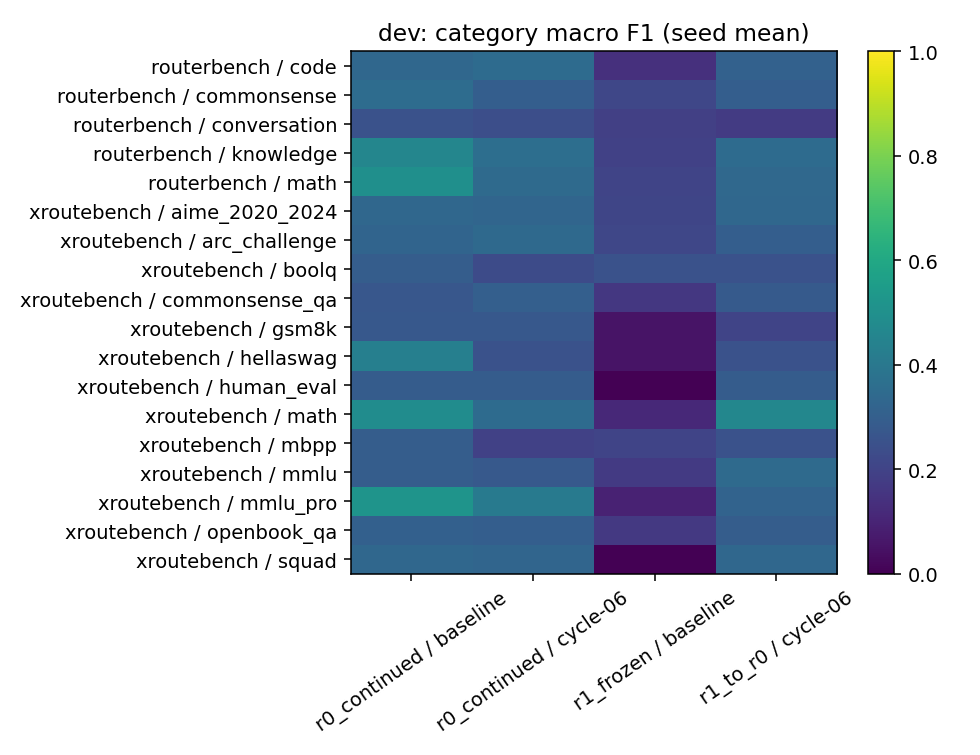 dev: category macro F1 (seed mean)
routerbench / code
routerbench / commonsense
routerbench / conversation
routerbench / knowledge
routerbench / math
xroutebench / aime_2020_2024
xroutebench / arc_challenge
xroutebench / boolq
xroutebench / commonsense_qa
xroutebench / gsm8k
xroutebench / hellaswag
xroutebench / human_eval
xroutebench / math
xroutebench / mbpp
xroutebench / mmlu
xroutebench / mmlu_pro
xroutebench / openbook_qa
xroutebench / squad
r0_continued / baseline
r0_continued / cycle-06
r1_frozen / baseline
r1_to_r0 / cycle-06
1.0
0.8
0.6
0.4
0.2
0.0